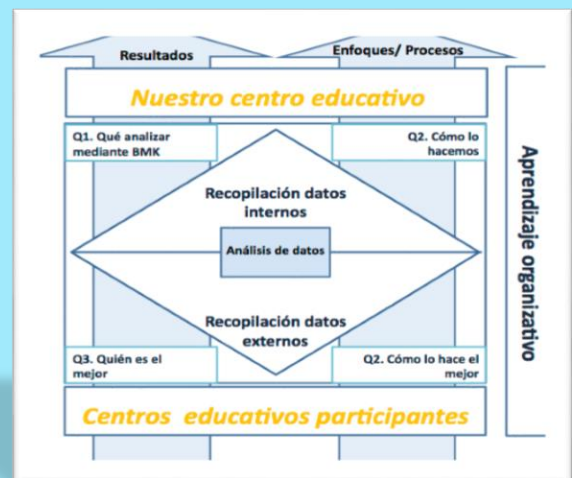 Resultados
Enfoques/ Procesos
Nuestro centro educativo
Q1. Qué analizar
mediante BMK
Q2. Cómo lo
hacemos
Recopilación datos
internos
Análisis de datos
Recopilación datos
externos
Q3. Quién es el
mejor
Q2. Cómo lo hace el
mejor
Centros educativos participantes
Aprendizaje organizativo